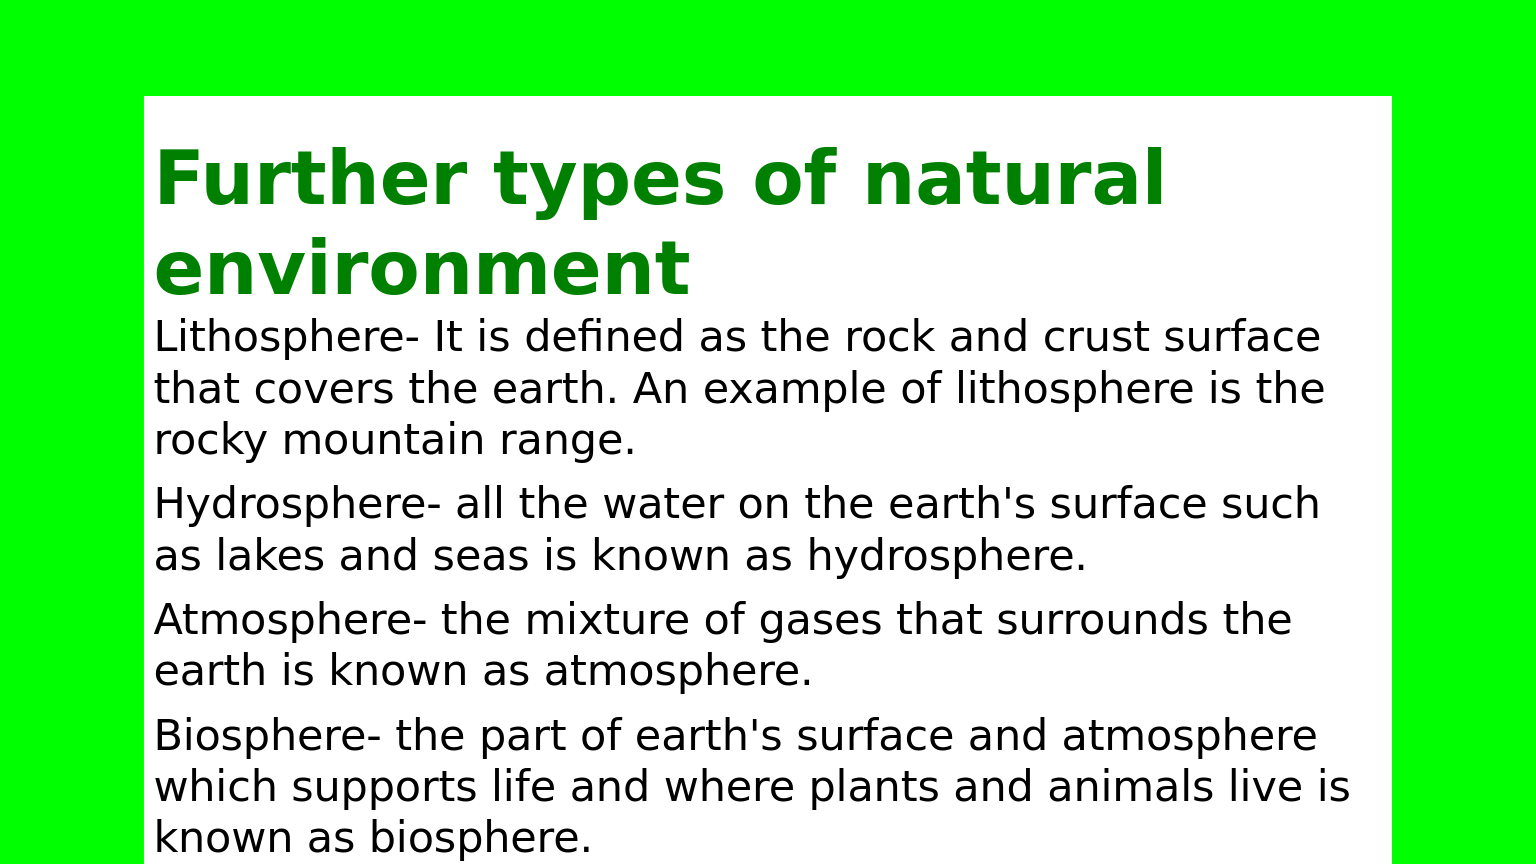 Further types of natural
environment
Lithosphere- It is defined as the rock and crust surface
that covers the earth. An example of lithosphere is the
rocky mountain range.
Hydrosphere- all the water on the earth's surface such
as lakes and seas is known as hydrosphere.
Atmosphere- the mixture of gases that surrounds the
earth is known as atmosphere.
Biosphere- the part of earth's surface and atmosphere
which supports life and where plants and animals live is
known as biosphere.